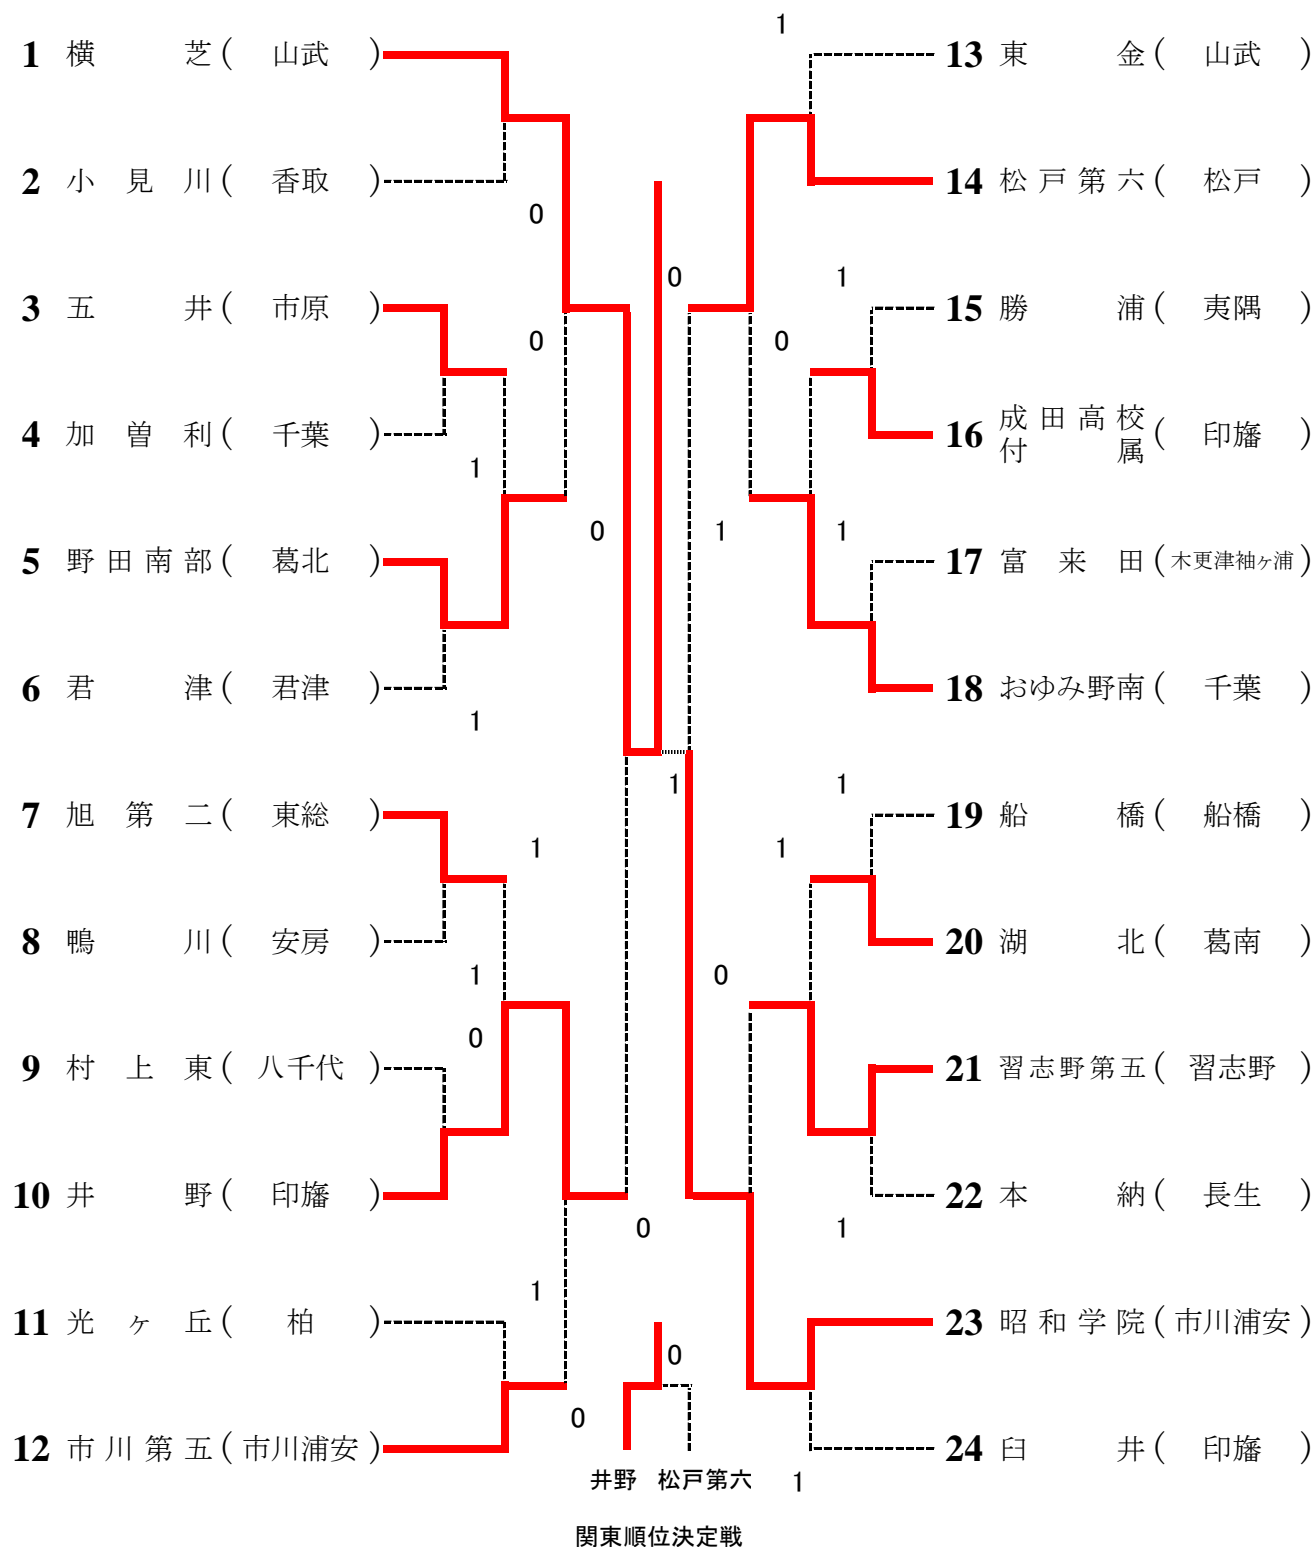 1 横芝(山武)
2 小見川(香取)
0
3 五井(市原)
0
4 加曽利(千葉)
1
0
5 野田南部(葛北)
6 君津(君津)
1
7 旭第二(東総)
1
8 鴨川(安房)
1
0
9 村上東(八千代)
10 井野(印旛)
0
1
11 光ヶ丘(柏)
0
0
12 市川第五(市川浦安)
井野 松戸第六
関東順位決定戦
1
13 東金(山武)
14 松戸第六(松戸)
0
1
15 勝浦(夷隅)
0
16 成田高校
付属(印旛)
1
1
17 富来田(木更津袖ヶ浦)
18 おゆみ野南(千葉)
1
1
19 船橋(船橋)
1
20 湖北(葛南)
0
21 習志野第五(習志野)
22 本納(長生)
1
23 昭和学院(市川浦安)
24 臼井(印旛)
1